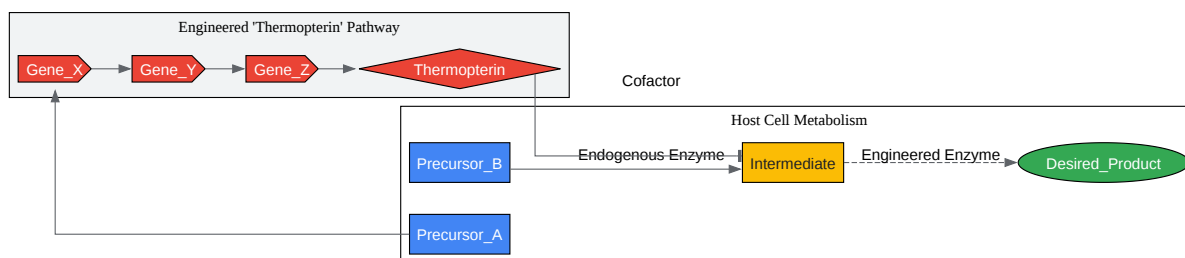 Engineered 'Thermopterin' Pathway
Gene_X
Gene_Y
Gene_Z
Thermopterin
Cofactor
Host Cell Metabolism
Precursor_B
Endogenous Enzyme
Intermediate
Engineered Enzyme
Desired_Product
Precursor_A